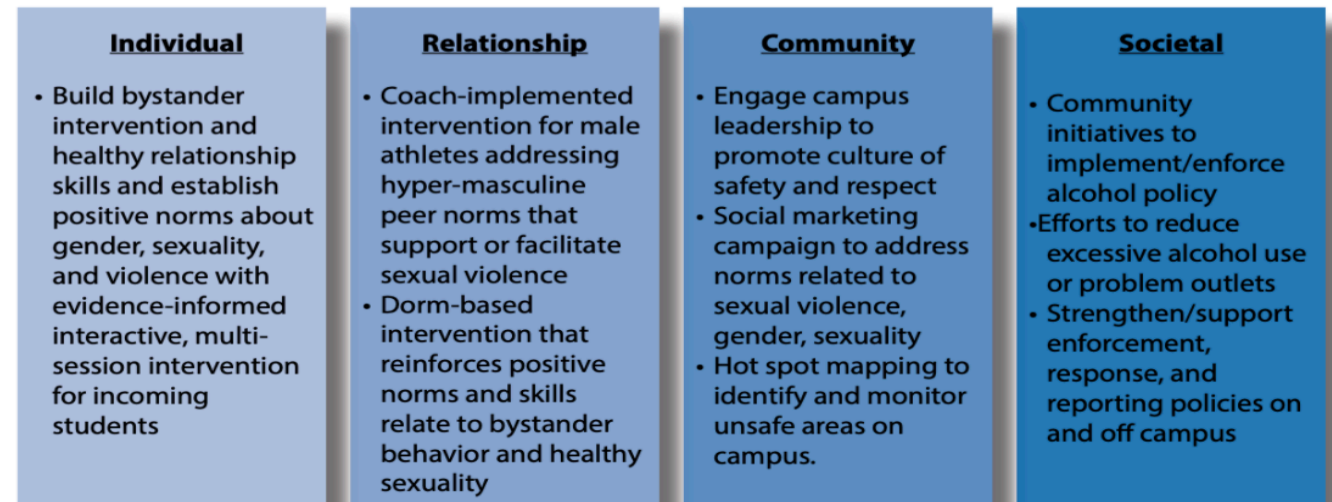 Individual
• Build bystander
intervention and
healthy relationship
skills and establish
positive norms about
gender, sexuality,
and violence with
evidence-informed
interactive, multi-
session intervention
for incoming
students
Relationship
• Coach-implemented
intervention for male
athletes addressing
hyper-masculine
peer norms that
support or facilitate
sexual violence
• Dorm-based
intervention that
reinforces positive
norms and skills
relate to bystander
behavior and healthy
sexuality
Community
• Engage campus
leadership to
promote culture of
safety and respect
• Social marketing
campaign to address
norms related to
sexual violence,
gender, sexuality
• Hot spot mapping to
identify and monitor
unsafe areas on
campus.
Societal
• Community
initiatives to
implement/enforce
alcohol policy
•Efforts to reduce
excessive alcohol use
or problem outlets
• Strengthen/support
enforcement,
response, and
reporting policies on
and off campus